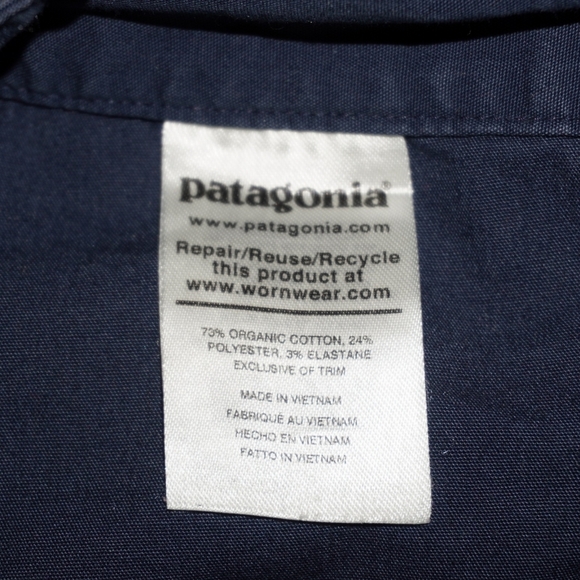 patagonia®
www.patagonia.com
Repair/Reuse/Recycle
this product at
www.wornwear.com
73% ORGANIC COTTON, 24%
POLYESTER, 3% ELASTANE
EXCLUSIVE OF TRIM
MADE IN VIETNAM
FABRIQUÉ AU VIETNAM
HECHO EN VIETNAM
FATTO IN VIETNAM